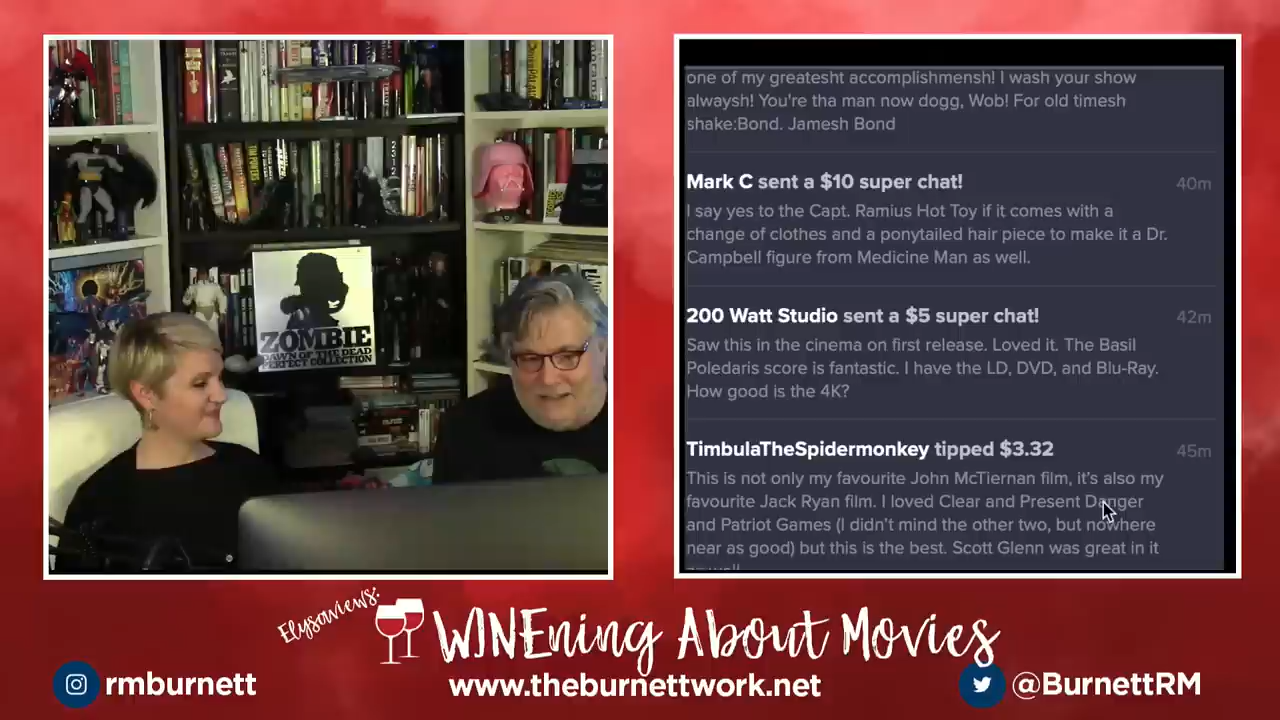 one of my greatesht accomplishmensh! I wash your show
alwaysh! You're tha man now dogg, Wob! For old timesh
shake:Bond. Jamesh Bond
Mark C sent a $10 super chat!
40m
I say yes to the Capt. Ramius Hot Toy if it comes with a
change of clothes and a ponytailed hair piece to make it a Dr.
Campbell figure from Medicine Man as well.
200 Watt Studio sent a $5 super chat!
42m
Saw this in the cinema on first release. Loved it. The Basil
Poledaris score is fantastic. I have the LD, DVD, and Blu-Ray.
How good is the 4K?
TimbulaTheSpidermonkey tipped $3.32
45m
This is not only my favourite John McTiernan film, it's also my
favourite Jack Ryan film. I loved Clear and Present Danger
and Patriot Games (I didn't mind the other two, but nowhere
near as good) but this is the best. Scott Glenn was great in it
ZOMBIE
DAWN OF THE DEAD
PERFECT COLLECTION
TIM POWERS
Elysaviews:
WINEning About Movies
rmburnett
www.theburnettwork.net
@BurnettRM